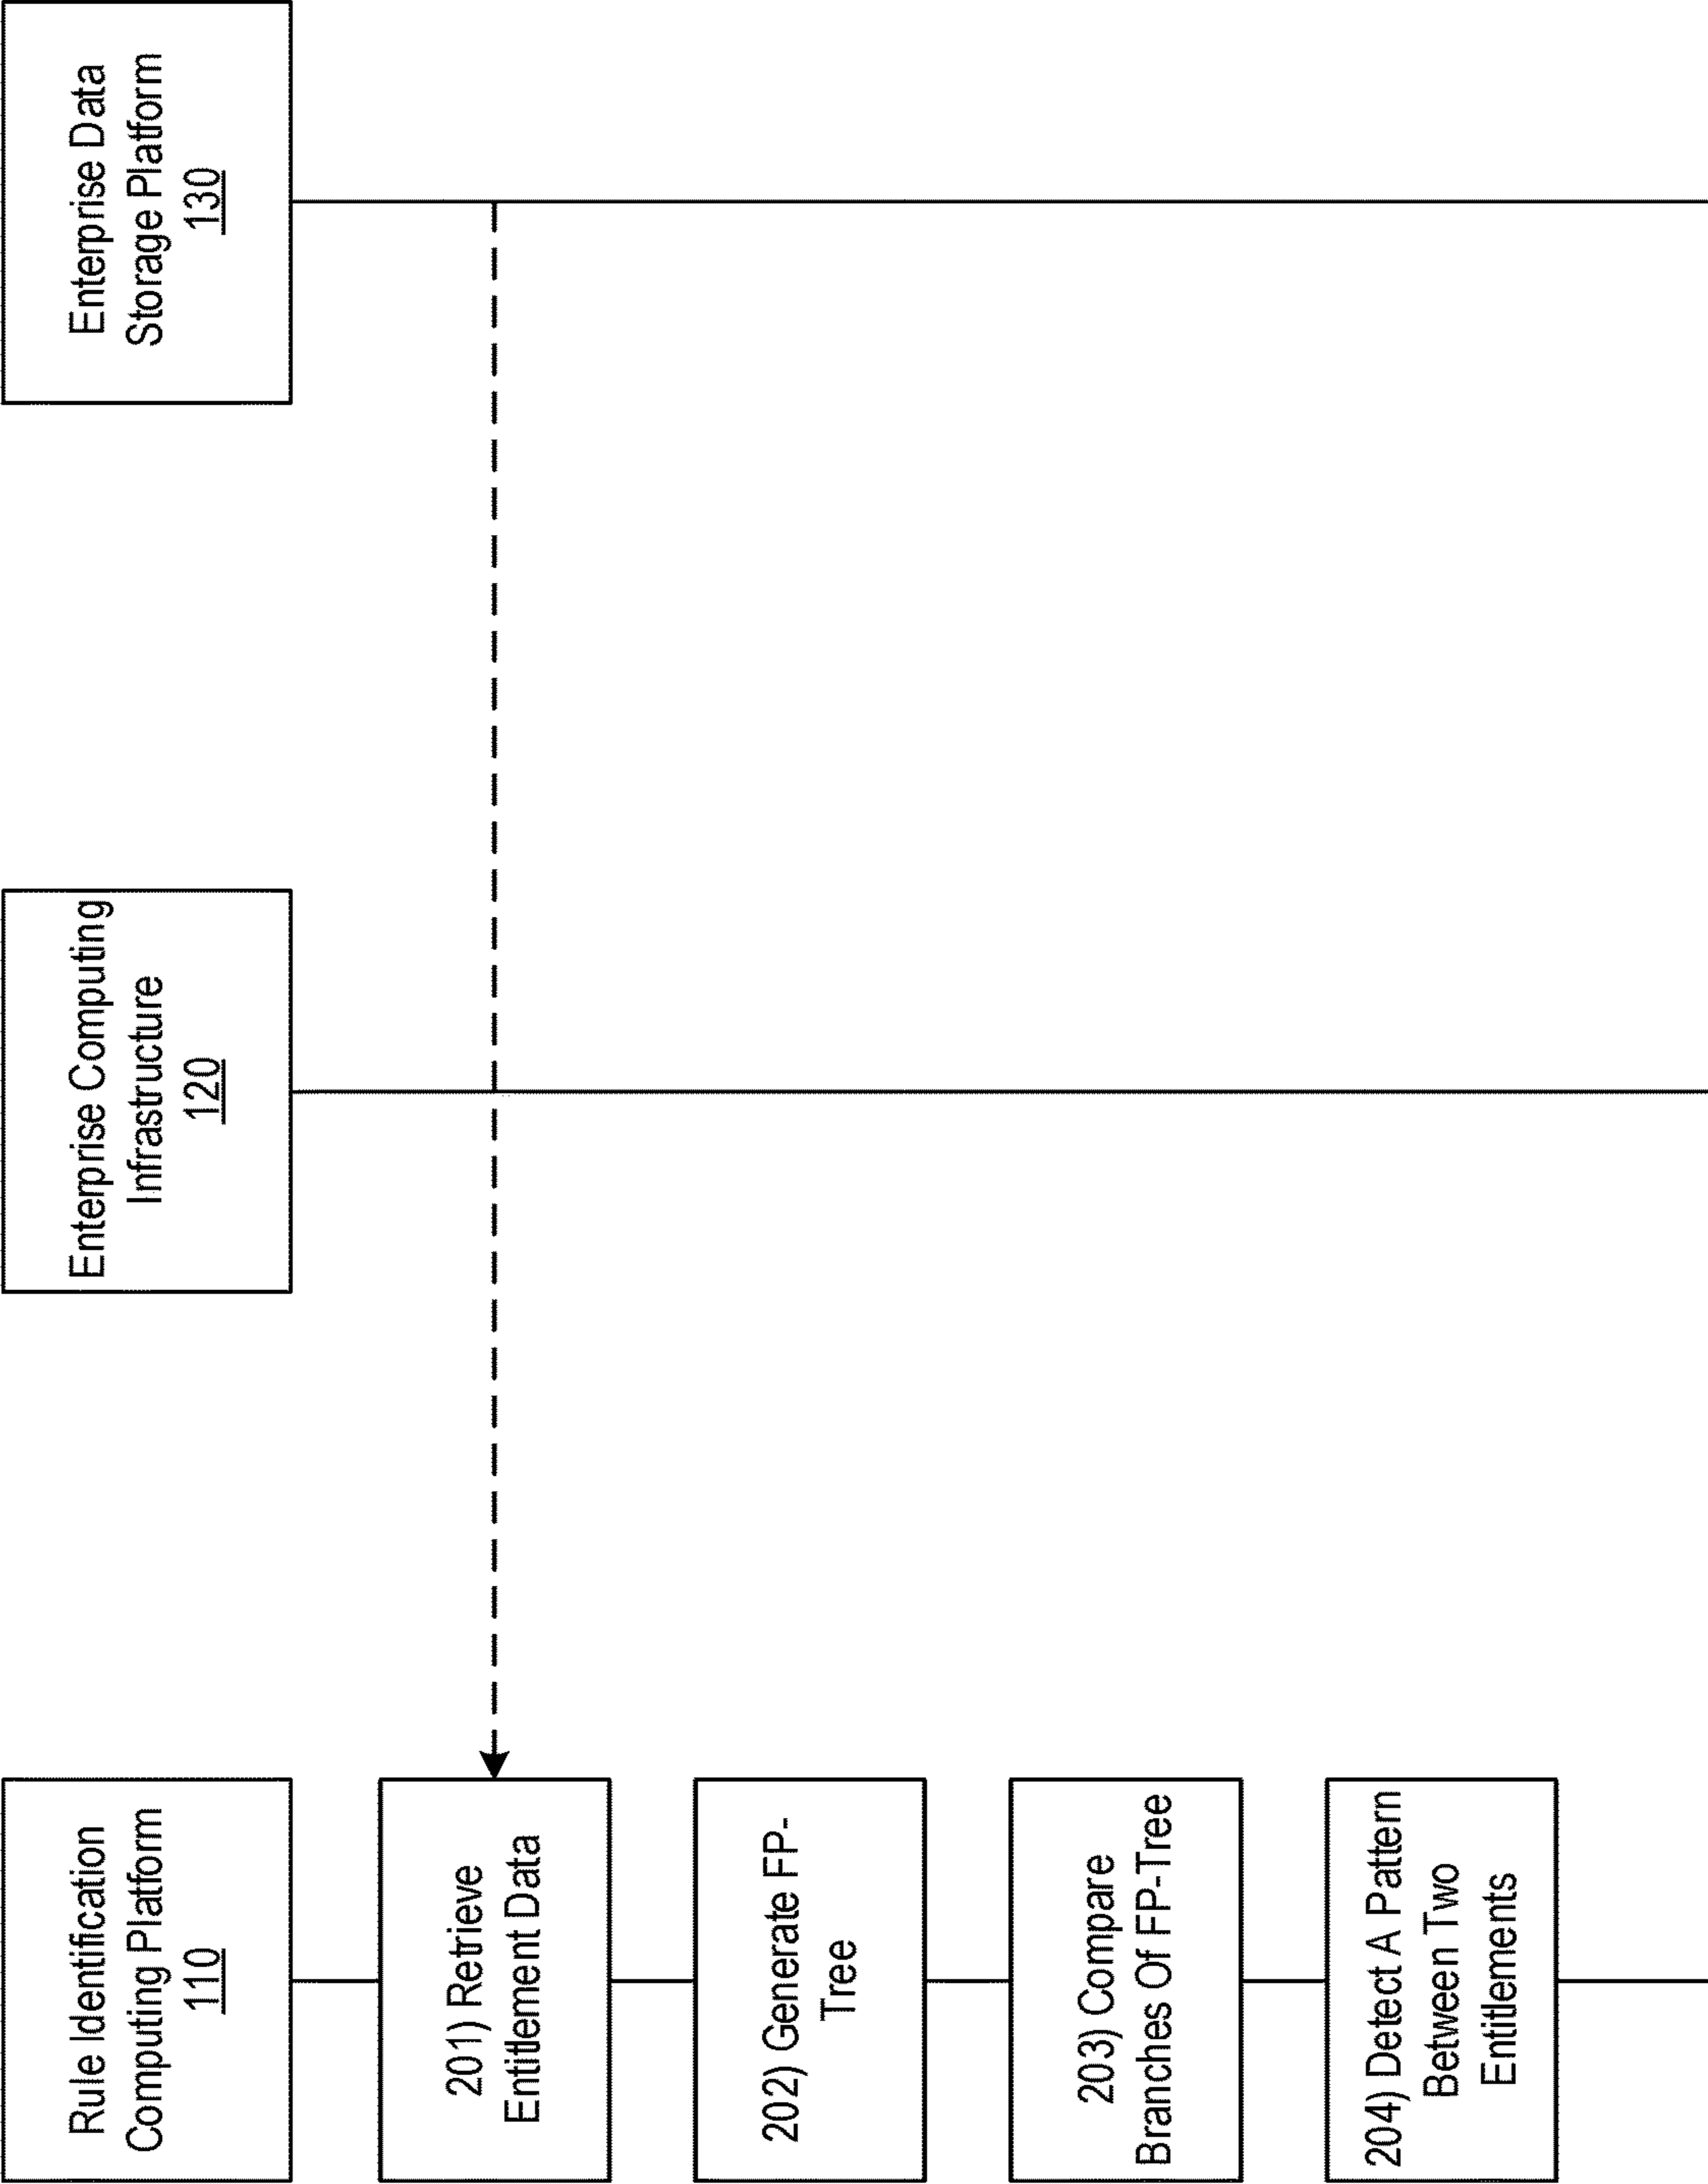 Rule Identification
Computing Platform
110
Enterprise Computing
Infrastructure
120
Enterprise Data
Storage Platform
130
201) Retrieve
Entitlement Data
202) Generate FP-
Tree
203) Compare
Branches Of FP-Tree
204) Detect A Pattern
Between Two
Entitlements